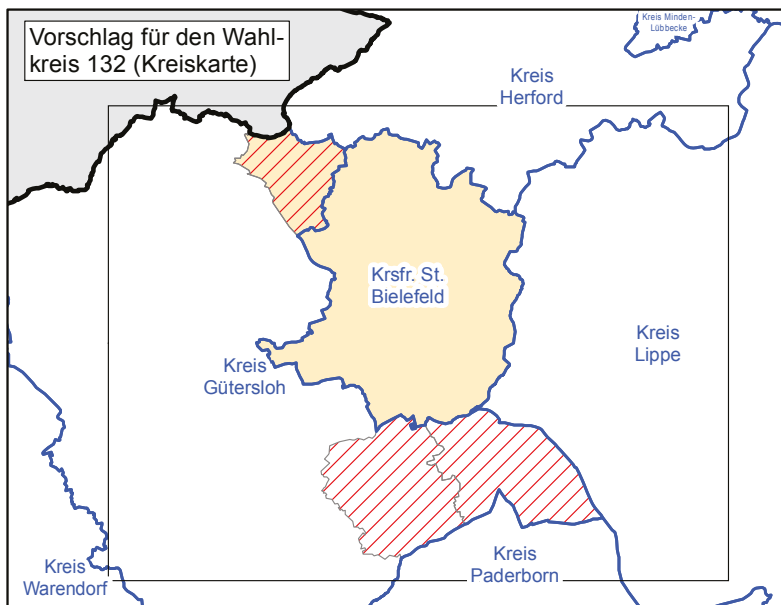 Vorschlag für den Wahl-
kreis 132 (Kreiskarte)
Kreis Minden-
Lübbecke
Kreis
Herford
Krsfr. St.
Bielefeld
Kreis
Lippe
Kreis
Gütersloh
Kreis
Warendorf
Kreis
Paderborn